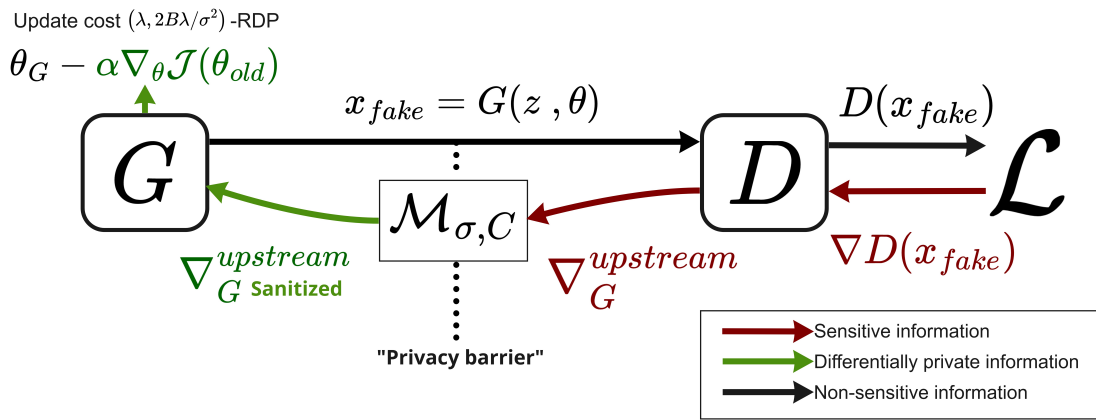 Update cost (λ, 2Bλ/σ²) -RDP
θ_G − α∇_θ 𝒥(θ_old)
x_fake = G(z , θ)
D(x_fake)
G
D
ℒ
ℳ_σ,C
∇_G^upstream
Sanitized
∇_G^upstream
∇D(x_fake)
"Privacy barrier"
Sensitive information
Differentially private information
Non-sensitive information